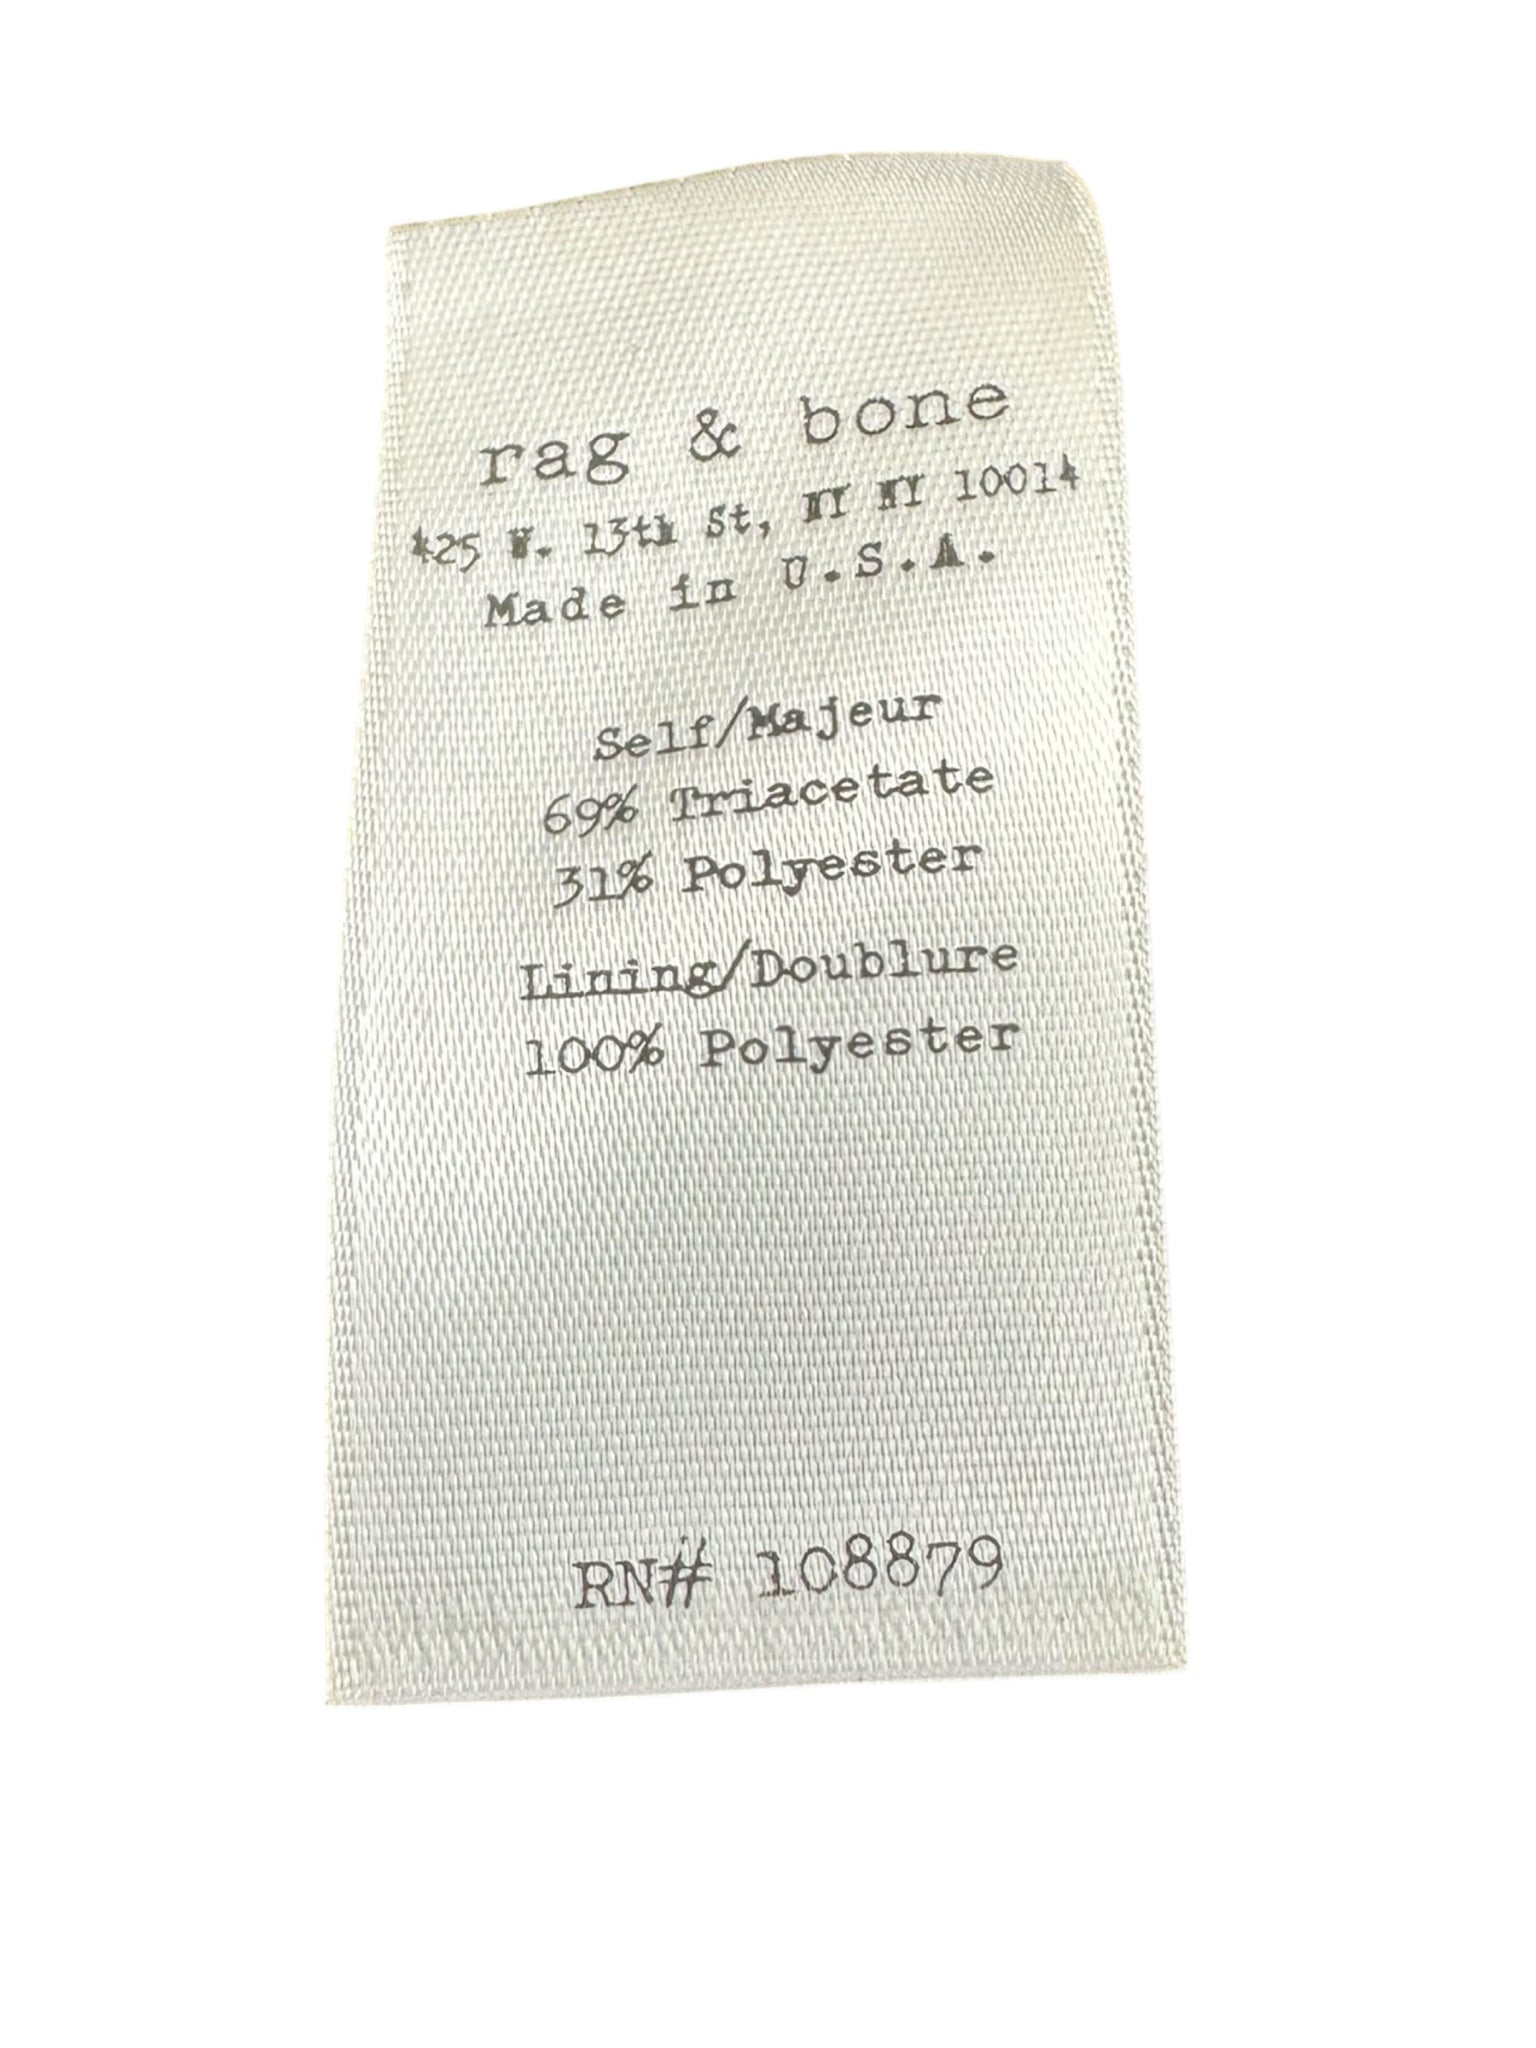 rag & bone
425 W. 13th St, NY NY 10014
Made in U.S.A.
Self/Majeur
69% Triacetate
31% Polyester
Lining/Doublure
100% Polyester
RN# 108879